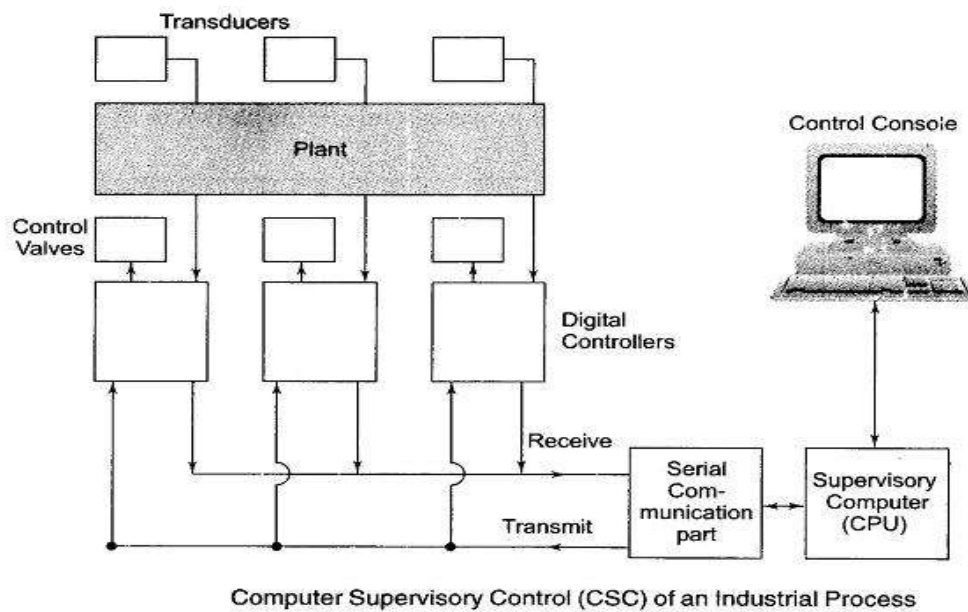 Transducers
Plant
Control Console
Control
Valves
Digital
Controllers
Receive
Serial
Com-
munication
part
Supervisory
Computer
(CPU)
Transmit
Computer Supervisory Control (CSC) of an Industrial Process